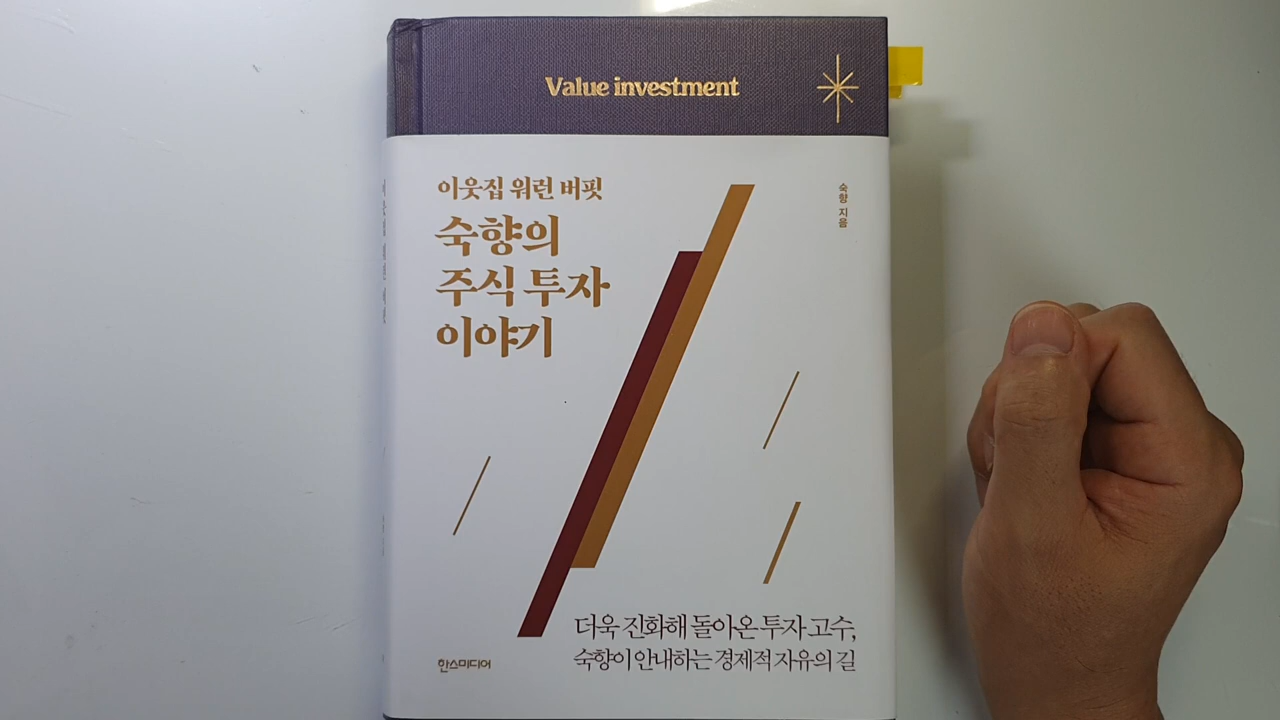 Value investment
이웃집 워런 버핏
숙향의
주식 투자
이야기
숙향 지음
더욱 진화해 돌아온 투자 고수,
숙향이 안내하는 경제적 자유의 길
한스미디어